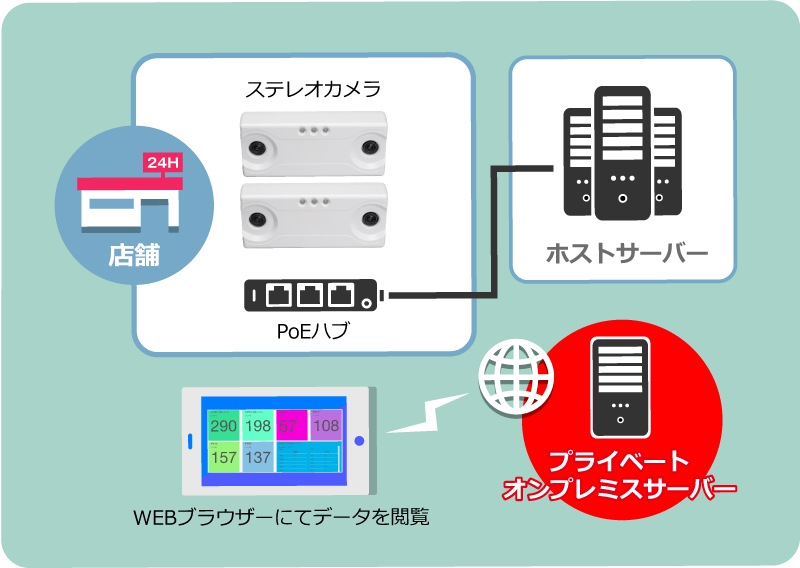 ステレオカメラ
24H
店舗
PoEハブ
ホストサーバー
290
198
57
108
157
137
プライベート
オンプレミスサーバー
WEBブラウザーにてデータを閲覧